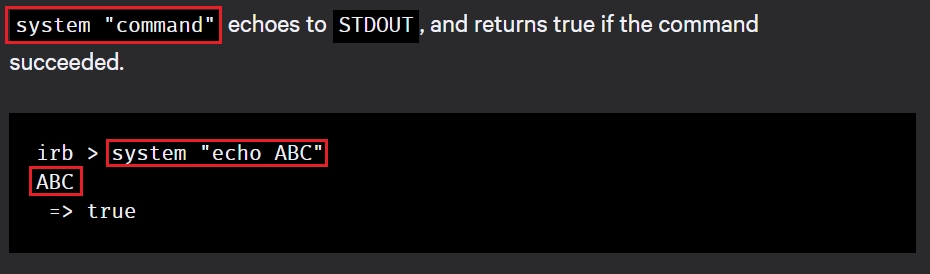 system "command" echoes to STDOUT, and returns true if the command
succeeded.
irb > system "echo ABC"
ABC
=> true